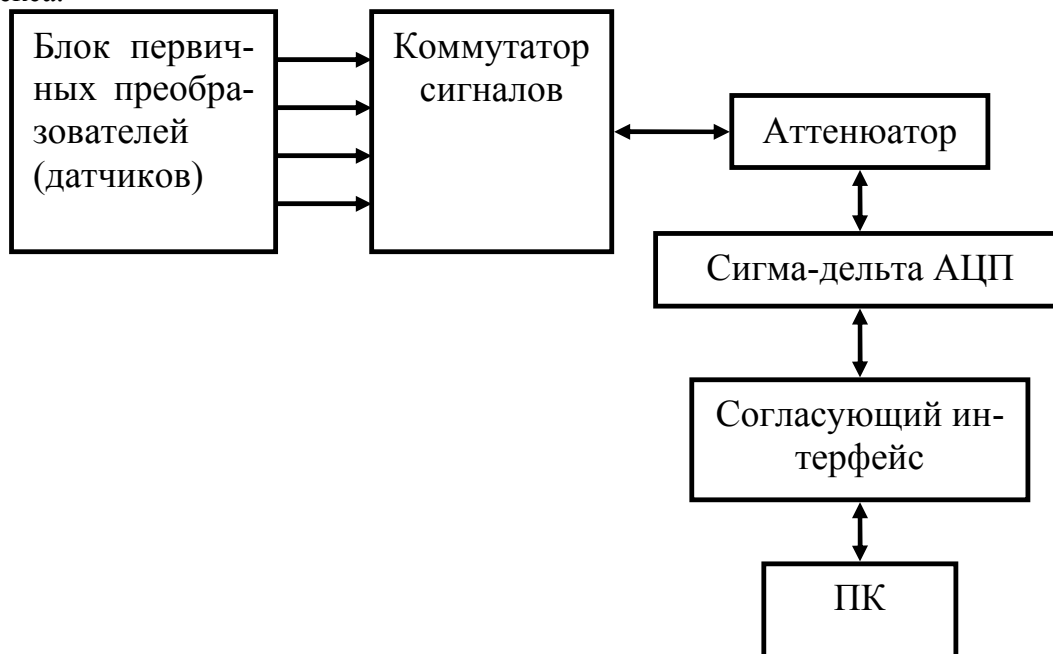 Блок первич-
ных преобра-
зователей
(датчиков)
Коммутатор
сигналов
Аттенюатор
Сигма-дельта АЦП
Согласующий ин-
терфейс
ПК